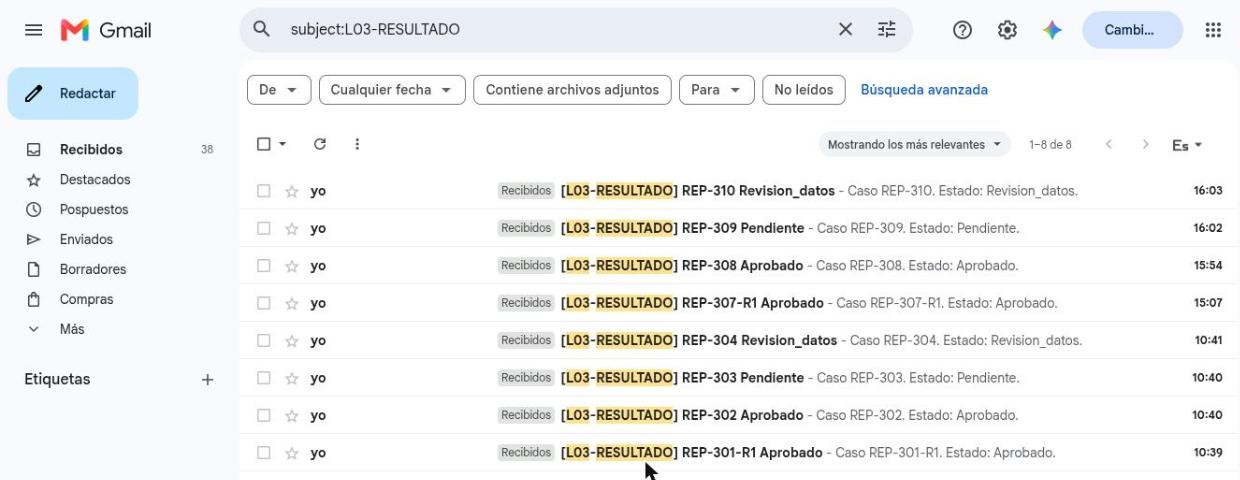 Gmail
subject:L03-RESULTADO
Cambi...
Redactar
De
Cualquier fecha
Contiene archivos adjuntos
Para
No leídos
Búsqueda avanzada
Recibidos 38
Destacados
Pospuestos
Enviados
Borradores
Compras
Más
Etiquetas
Mostrando los más relevantes
1–8 de 8
Es
yo Recibidos [L03-RESULTADO] REP-310 Revision_datos - Caso REP-310. Estado: Revision_datos. 16:03
yo Recibidos [L03-RESULTADO] REP-309 Pendiente - Caso REP-309. Estado: Pendiente. 16:02
yo Recibidos [L03-RESULTADO] REP-308 Aprobado - Caso REP-308. Estado: Aprobado. 15:54
yo Recibidos [L03-RESULTADO] REP-307-R1 Aprobado - Caso REP-307-R1. Estado: Aprobado. 15:07
yo Recibidos [L03-RESULTADO] REP-304 Revision_datos - Caso REP-304. Estado: Revision_datos. 10:41
yo Recibidos [L03-RESULTADO] REP-303 Pendiente - Caso REP-303. Estado: Pendiente. 10:40
yo Recibidos [L03-RESULTADO] REP-302 Aprobado - Caso REP-302. Estado: Aprobado. 10:40
yo Recibidos [L03-RESULTADO] REP-301-R1 Aprobado - Caso REP-301-R1. Estado: Aprobado. 10:39